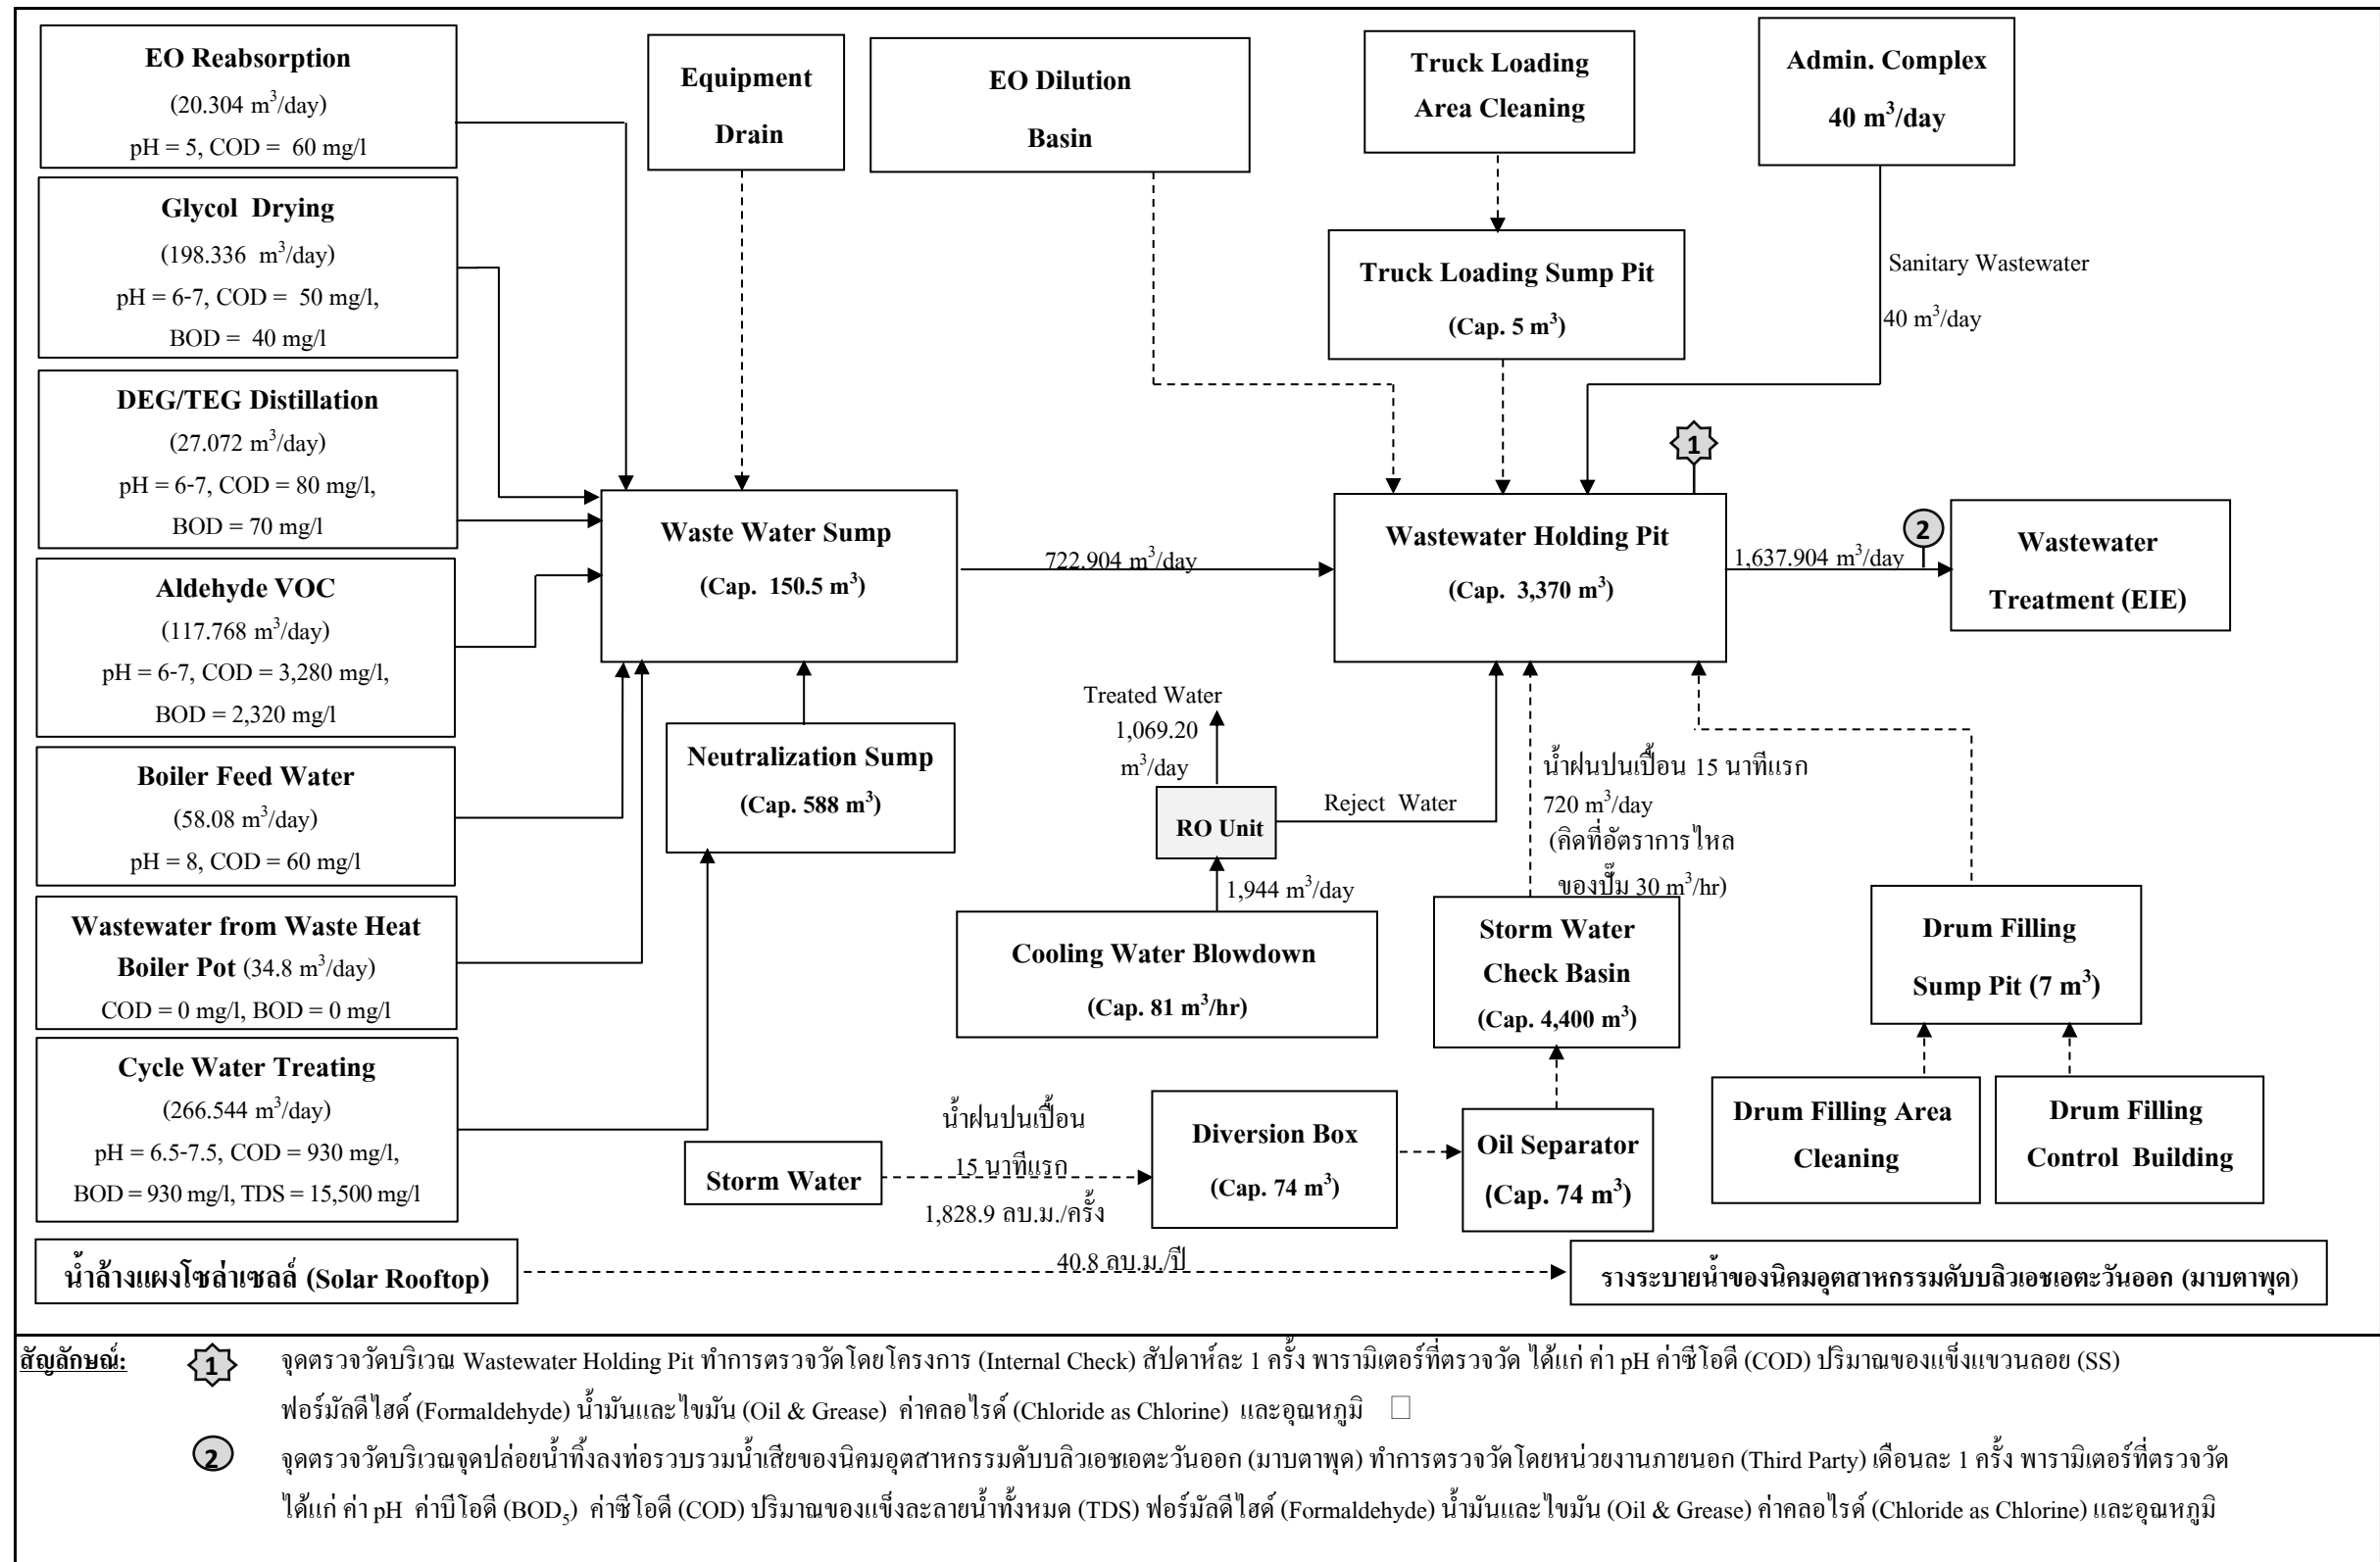 EO Reabsorption
(20.304 m³/day)
pH = 5, COD = 60 mg/l
Equipment
Drain
EO Dilution
Basin
Truck Loading
Area Cleaning
Admin. Complex
40 m³/day
Glycol Drying
(198.336 m³/day)
pH = 6-7, COD = 50 mg/l,
BOD = 40 mg/l
Truck Loading Sump Pit
(Cap. 5 m³)
Sanitary Wastewater
40 m³/day
DEG/TEG Distillation
(27.072 m³/day)
pH = 6-7, COD = 80 mg/l,
BOD = 70 mg/l
1
Waste Water Sump
(Cap. 150.5 m³)
722.904 m³/day
Wastewater Holding Pit
(Cap. 3,370 m³)
1,637.904 m³/day
2
Wastewater
Treatment (EIE)
Aldehyde VOC
(117.768 m³/day)
pH = 6-7, COD = 3,280 mg/l,
BOD = 2,320 mg/l
Neutralization Sump
(Cap. 588 m³)
Treated Water
1,069.20
m³/day
RO Unit
Reject Water
น้ำฝนปนเปื้อน 15 นาทีแรก
720 m³/day
(คิดที่อัตราการไหล
ของปั๊ม 30 m³/hr)
Boiler Feed Water
(58.08 m³/day)
pH = 8, COD = 60 mg/l
1,944 m³/day
Wastewater from Waste Heat
Boiler Pot (34.8 m³/day)
COD = 0 mg/l, BOD = 0 mg/l
Cooling Water Blowdown
(Cap. 81 m³/hr)
Storm Water
Check Basin
(Cap. 4,400 m³)
Drum Filling
Sump Pit (7 m³)
Cycle Water Treating
(266.544 m³/day)
pH = 6.5-7.5, COD = 930 mg/l,
BOD = 930 mg/l, TDS = 15,500 mg/l
Storm Water
น้ำฝนปนเปื้อน
15 นาทีแรก
1,828.9 ลบ.ม./ครั้ง
Diversion Box
(Cap. 74 m³)
Oil Separator
(Cap. 74 m³)
Drum Filling Area
Cleaning
Drum Filling
Control Building
น้ำล้างแผงโซล่าเซลล์ (Solar Rooftop)
40.8 ลบ.ม./ปี
รางระบายน้ำของนิคมอุตสาหกรรมดับบลิวเอชเอตะวันออก (มาบตาพุด)
สัญลักษณ์:
1 จุดตรวจวัดบริเวณ Wastewater Holding Pit ทำการตรวจวัดโดยโครงการ (Internal Check) สัปดาห์ละ 1 ครั้ง พารามิเตอร์ที่ตรวจวัด ได้แก่ ค่า pH ค่าซีโอดี (COD) ปริมาณของแข็งแขวนลอย (SS)
ฟอร์มัลดีไฮด์ (Formaldehyde) น้ำมันและไขมัน (Oil & Grease) ค่าคลอไรด์ (Chloride as Chlorine) และอุณหภูมิ □
2 จุดตรวจวัดบริเวณจุดปล่อยน้ำทิ้งลงท่อรวบรวมน้ำเสียของนิคมอุตสาหกรรมดับบลิวเอชเอตะวันออก (มาบตาพุด) ทำการตรวจวัดโดยหน่วยงานภายนอก (Third Party) เดือนละ 1 ครั้ง พารามิเตอร์ที่ตรวจวัด
ได้แก่ ค่า pH ค่าบีโอดี (BOD₅) ค่าซีโอดี (COD) ปริมาณของแข็งละลายน้ำทั้งหมด (TDS) ฟอร์มัลดีไฮด์ (Formaldehyde) น้ำมันและไขมัน (Oil & Grease) ค่าคลอไรด์ (Chloride as Chlorine) และอุณหภูมิ